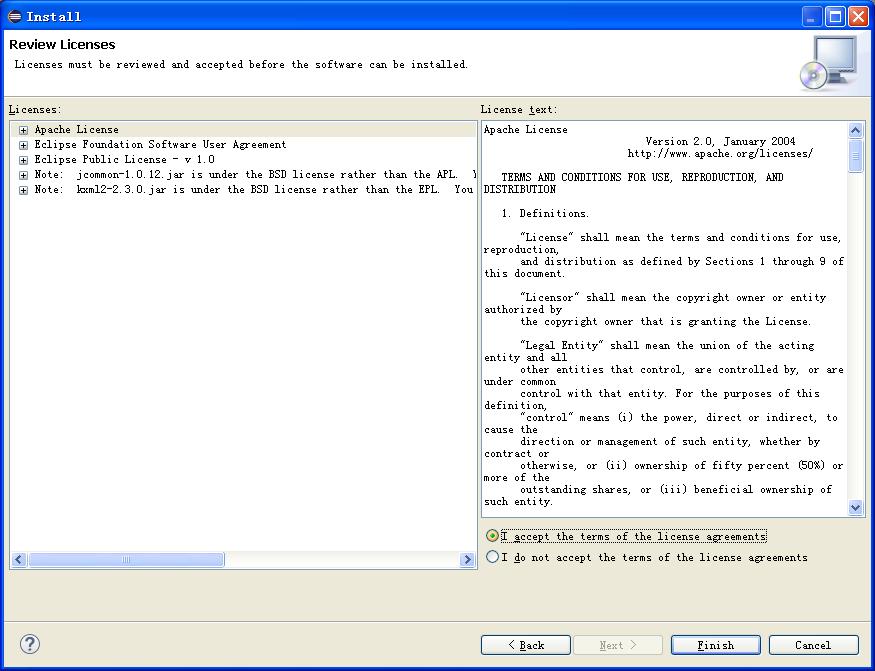 Install
Review Licenses
Licenses must be reviewed and accepted before the software can be installed.
Licenses:
Apache License
Eclipse Foundation Software User Agreement
Eclipse Public License - v 1.0
Note:  jcommon-1.0.12.jar is under the BSD license rather than the APL.  Y
Note:  kxml2-2.3.0.jar is under the BSD license rather than the EPL.  You
License text:
Apache License
Version 2.0, January 2004
http://www.apache.org/licenses/
TERMS AND CONDITIONS FOR USE, REPRODUCTION, AND
DISTRIBUTION
1. Definitions.
"License" shall mean the terms and conditions for use,
reproduction,
and distribution as defined by Sections 1 through 9 of
this document.
"Licensor" shall mean the copyright owner or entity
authorized by
the copyright owner that is granting the License.
"Legal Entity" shall mean the union of the acting
entity and all
other entities that control, are controlled by, or are
under common
control with that entity. For the purposes of this
definition,
"control" means (i) the power, direct or indirect, to
cause the
direction or management of such entity, whether by
contract or
otherwise, or (ii) ownership of fifty percent (50%) or
more of the
outstanding shares, or (iii) beneficial ownership of
such entity.
I accept the terms of the license agreements
I do not accept the terms of the license agreements
?
< Back
Next >
Finish
Cancel